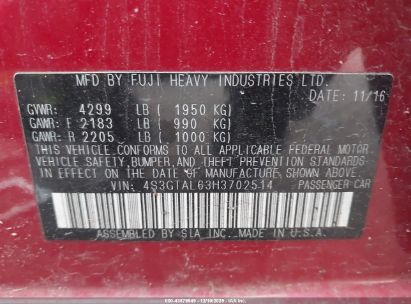 MFD BY FUJI HEAVY INDUSTRIES LTD.
DATE: 11/16
GVWR: 4299 LB ( 1950 KG)
GAWR: F 2183 LB ( 990 KG)
GAWR: R 2205 LB ( 1000 KG)
THIS VEHICLE CONFORMS TO ALL APPLICABLE FEDERAL MOTOR
VEHICLE SAFETY, BUMPER, AND THEFT PREVENTION STANDARDS
IN EFFECT ON THE DATE OF MANUFACTURE SHOWN ABOVE.
VIN: 4S3GTAL63H3702514 PASSENGER CAR
ASSEMBLED BY SIA INC., MADE IN U.S.A.